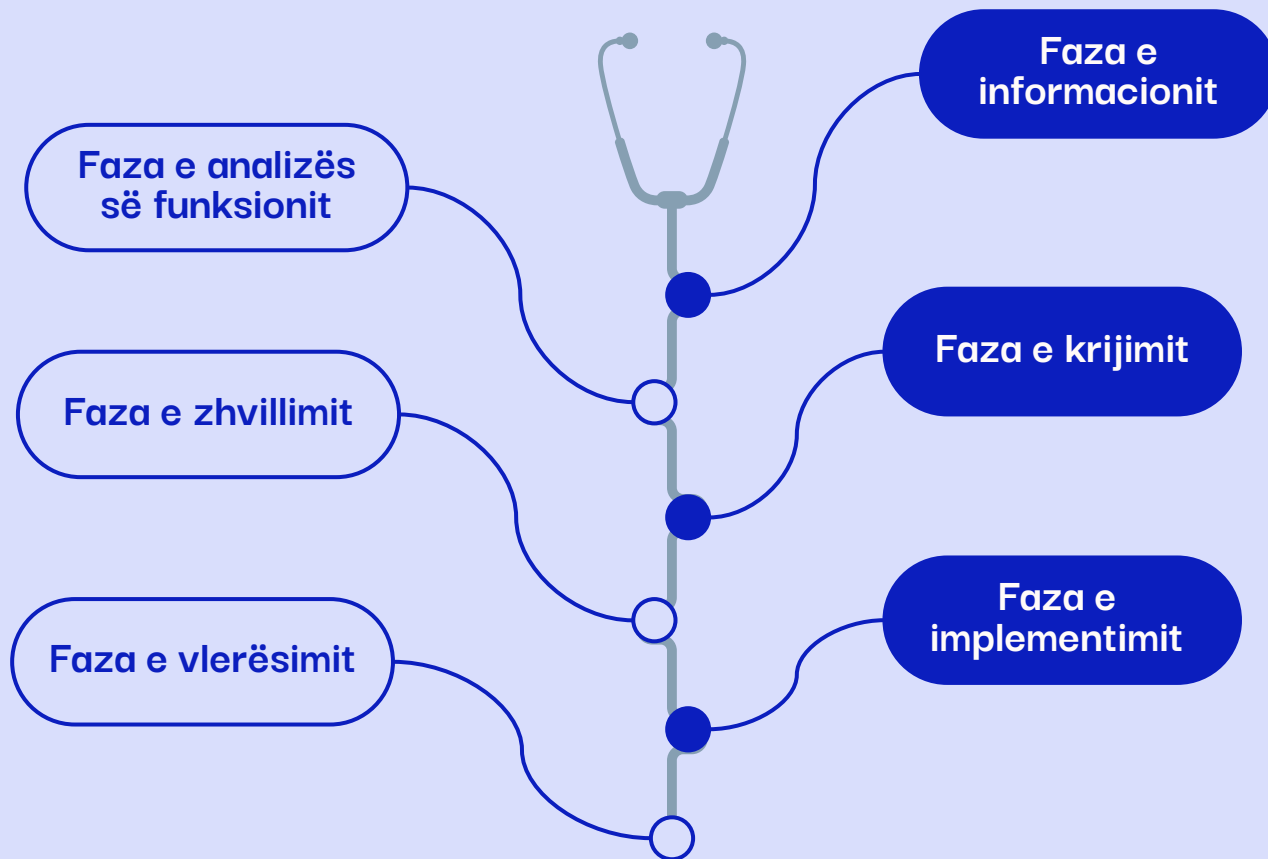 Faza e
informacionit
Faza e analizës
së funksionit
Faza e krijimit
Faza e zhvillimit
Faza e
implementimit
Faza e vlerësimit